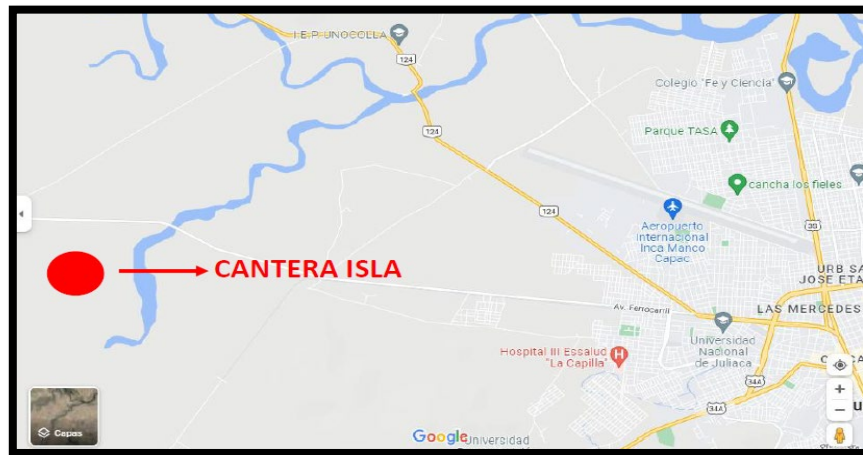 I.E.P. UNOCOLLA
124
Colegio "Fe y Ciencia"
124
Parque TASA
cancha los fieles
124
Aeropuerto
Internacional
Inca Manco
Capac
3S
CANTERA ISLA
URB SA
JOSE ETA
Av. Ferrocarril
LAS MERCEDES
Universidad
Nacional
de Juliaca
Hospital III Essalud
"La Capilla"
34A
34A
Capas
Google
Universidad